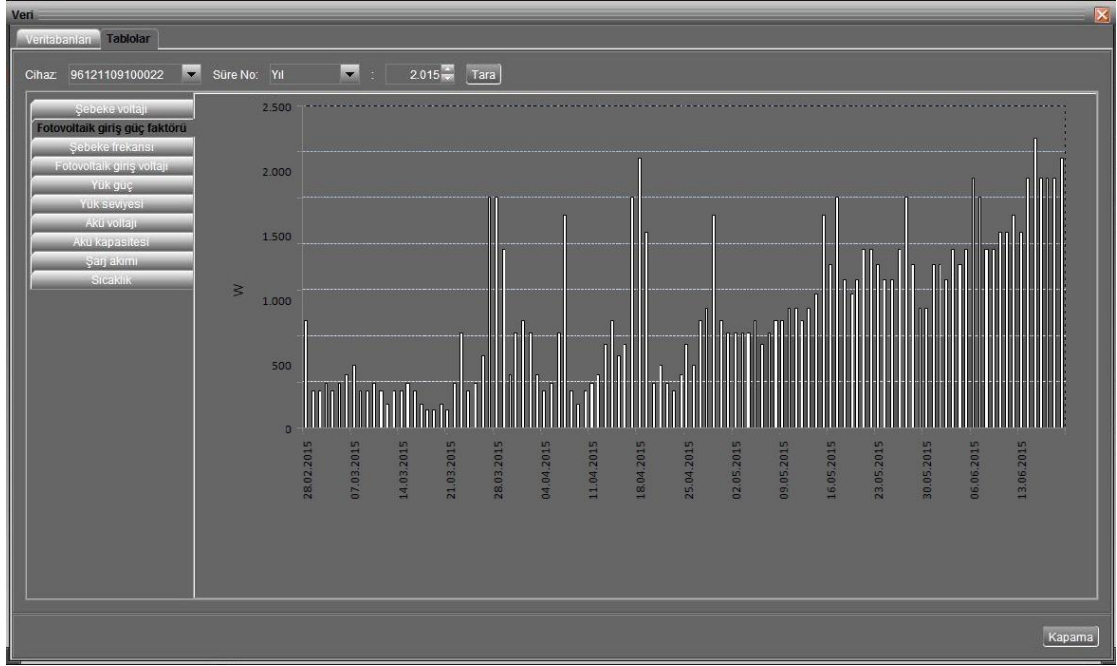 Veri
Veritabanları Tablolar
Cihaz: 96121109100022 Süre No: Yıl : 2.015 Tara
Şebeke voltajı
Fotovoltaik giriş güç faktörü
Şebeke frekansı
Fotovoltaik giriş voltajı
Yük güç
Yük seviyesi
Akü voltajı
Akü kapasitesi
Şarj akımı
Sıcaklık
2.500
2.000
1.500
1.000
500
0
W
28.02.2015
07.03.2015
14.03.2015
21.03.2015
28.03.2015
04.04.2015
11.04.2015
18.04.2015
25.04.2015
02.05.2015
09.05.2015
16.05.2015
23.05.2015
30.05.2015
06.06.2015
13.06.2015
Kapama